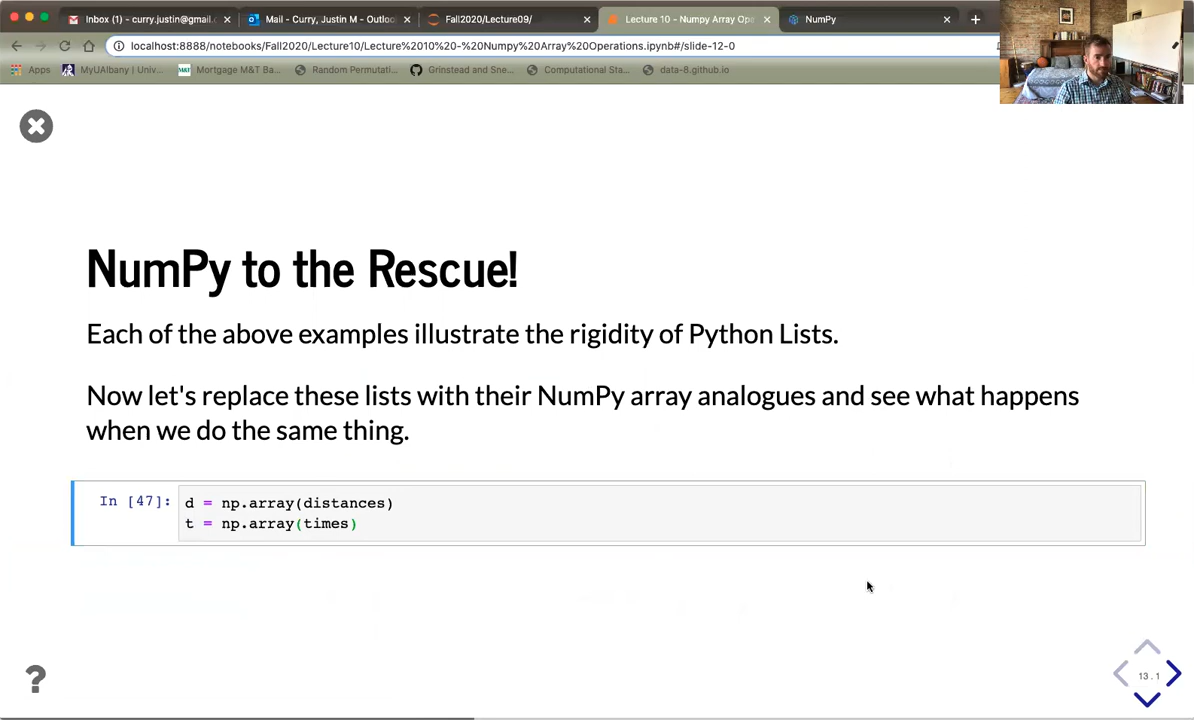 Inbox (1) - curry.justin@gmail.
Mail - Curry, Justin M - Outloo
Fall2020/Lecture09/
Lecture 10 - Numpy Array Ope
NumPy
localhost:8888/notebooks/Fall2020/Lecture10/Lecture%2010%20-%20Numpy%20Array%20Operations.ipynb#/slide-12-0
Apps
MyUAlbany | Univ...
Mortgage M&T Ba...
Random Permutati...
Grinstead and Sne...
Computational Sta...
data-8.github.io
NumPy to the Rescue!
Each of the above examples illustrate the rigidity of Python Lists.
Now let's replace these lists with their NumPy array analogues and see what happens
when we do the same thing.
In [47]:
d = np.array(distances)
t = np.array(times)
?
13.1